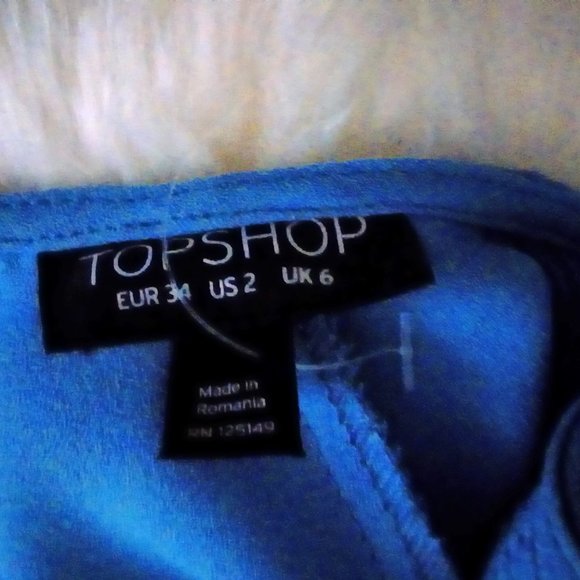 TOPSHOP
EUR 34 US 2 UK 6
Made in
Romania
RN 125149